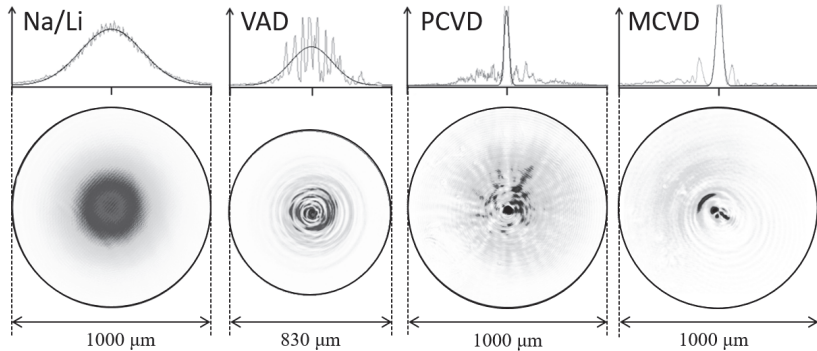 Na/Li
VAD
PCVD
MCVD
1000 µm
830 µm
1000 µm
1000 µm